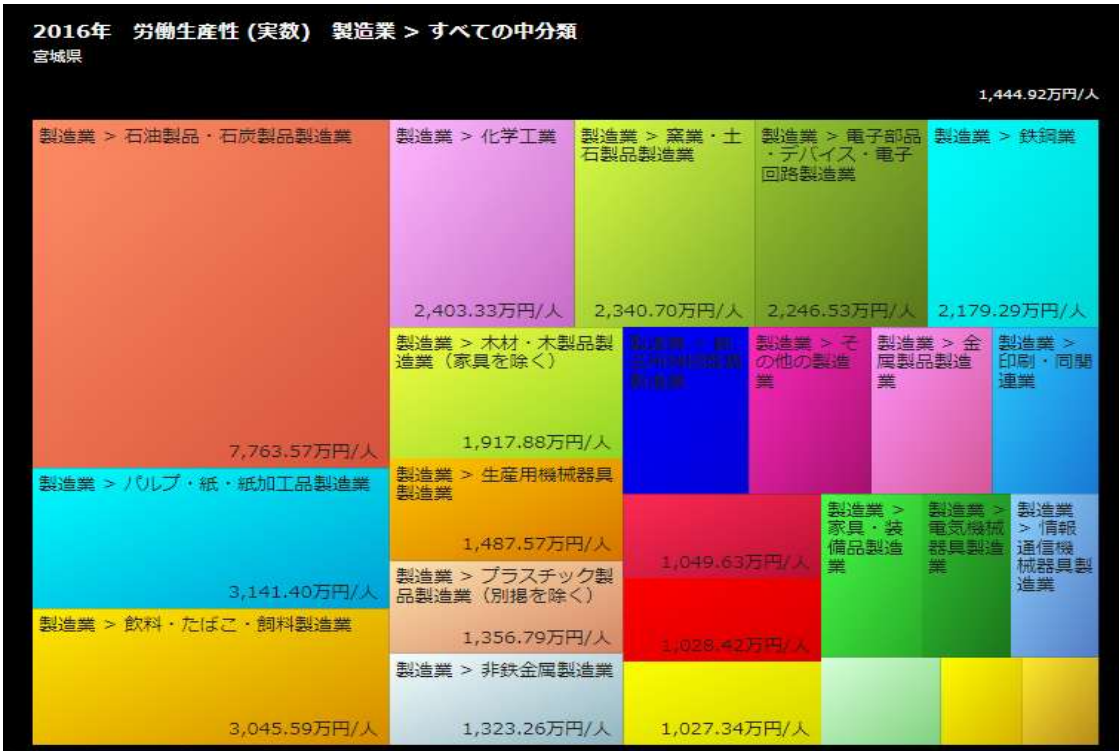 2016年 労働生産性 (実数) 製造業 > すべての中分類
宮城県
1,444.92万円/人
製造業 > 石油製品・石炭製品製造業
7,763.57万円/人
製造業 > パルプ・紙・紙加工品製造業
3,141.40万円/人
製造業 > 飲料・たばこ・飼料製造業
3,045.59万円/人
製造業 > 化学工業
2,403.33万円/人
製造業 > 窯業・土
石製品製造業
2,340.70万円/人
製造業 > 電子部品
・デバイス・電子
回路製造業
2,246.53万円/人
製造業 > 鉄鋼業
2,179.29万円/人
製造業 > 木材・木製品製
造業（家具を除く）
1,917.88万円/人
製造業 > 生産用機械器具
製造業
1,487.57万円/人
製造業 > プラスチック製
品製造業（別掲を除く）
1,356.79万円/人
製造業 > 非鉄金属製造業
1,323.26万円/人
製造業 > そ
の他の製造
業
製造業 > 金
属製品製造
業
製造業 >
印刷・同関
連業
1,049.63万円/人
1,028.42万円/人
1,027.34万円/人
製造業 >
家具・装
備品製造
業
製造業 >
電気機械
器具製造
業
製造業
> 情報
通信機
械器具製
造業